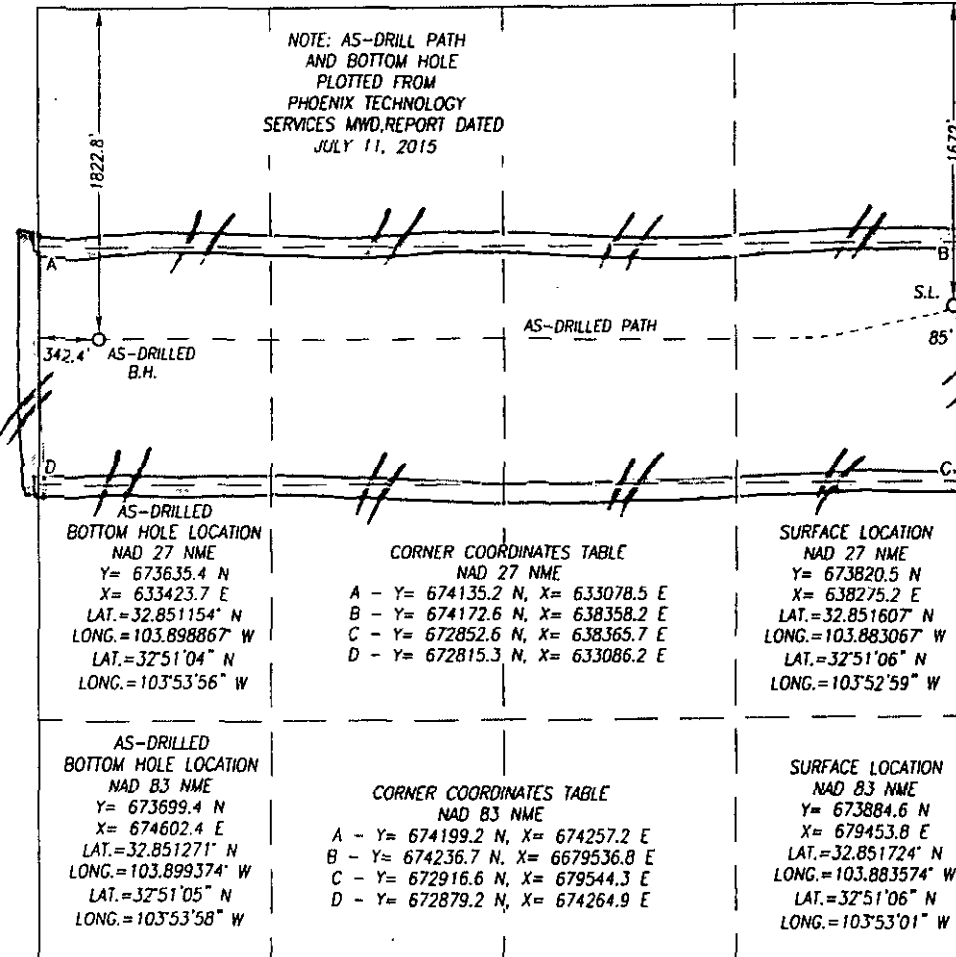 NOTE: AS-DRILL PATH
AND BOTTOM HOLE
PLOTTED FROM
PHOENIX TECHNOLOGY
SERVICES MWD,REPORT DATED
JULY 11, 2015
1822.8'
1672'
A
B
S.L.
AS-DRILLED PATH
342.4'
AS-DRILLED
B.H.
85'
D
C
AS-DRILLED
BOTTOM HOLE LOCATION
NAD 27 NME
Y= 673635.4 N
X= 633423.7 E
LAT.=32.851154° N
LONG.=103.898867° W
LAT.=32°51'04" N
LONG.=103°53'56" W
CORNER COORDINATES TABLE
NAD 27 NME
A - Y= 674135.2 N, X= 633078.5 E
B - Y= 674172.6 N, X= 638358.2 E
C - Y= 672852.6 N, X= 638365.7 E
D - Y= 672815.3 N, X= 633086.2 E
SURFACE LOCATION
NAD 27 NME
Y= 673820.5 N
X= 638275.2 E
LAT.=32.851607° N
LONG.=103.883067° W
LAT.=32°51'06" N
LONG.=103°52'59" W
AS-DRILLED
BOTTOM HOLE LOCATION
NAD 83 NME
Y= 673699.4 N
X= 674602.4 E
LAT.=32.851271° N
LONG.=103.899374° W
LAT.=32°51'05" N
LONG.=103°53'58" W
CORNER COORDINATES TABLE
NAD 83 NME
A - Y= 674199.2 N, X= 674257.2 E
B - Y= 674236.7 N, X= 6679536.8 E
C - Y= 672916.6 N, X= 679544.3 E
D - Y= 672879.2 N, X= 674264.9 E
SURFACE LOCATION
NAD 83 NME
Y= 673884.6 N
X= 679453.8 E
LAT.=32.851724° N
LONG.=103.883574° W
LAT.=32°51'06" N
LONG.=103°53'01" W